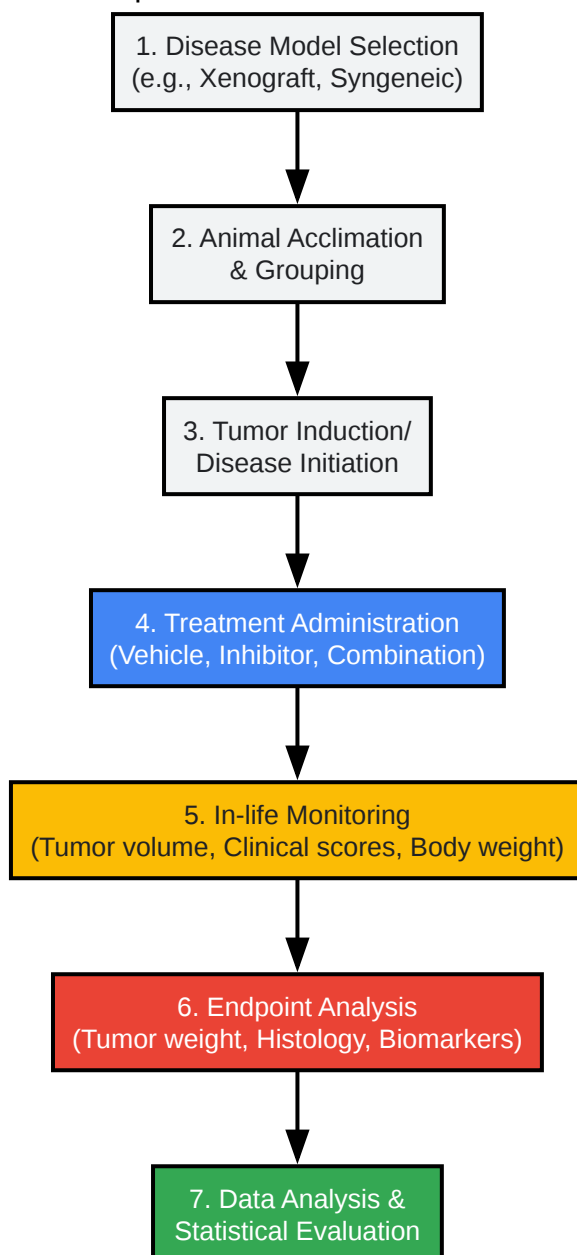 1. Disease Model Selection
(e.g., Xenograft, Syngeneic)
2. Animal Acclimation
& Grouping
3. Tumor Induction/
Disease Initiation
4. Treatment Administration
(Vehicle, Inhibitor, Combination)
5. In-life Monitoring
(Tumor volume, Clinical scores, Body weight)
6. Endpoint Analysis
(Tumor weight, Histology, Biomarkers)
7. Data Analysis &
Statistical Evaluation